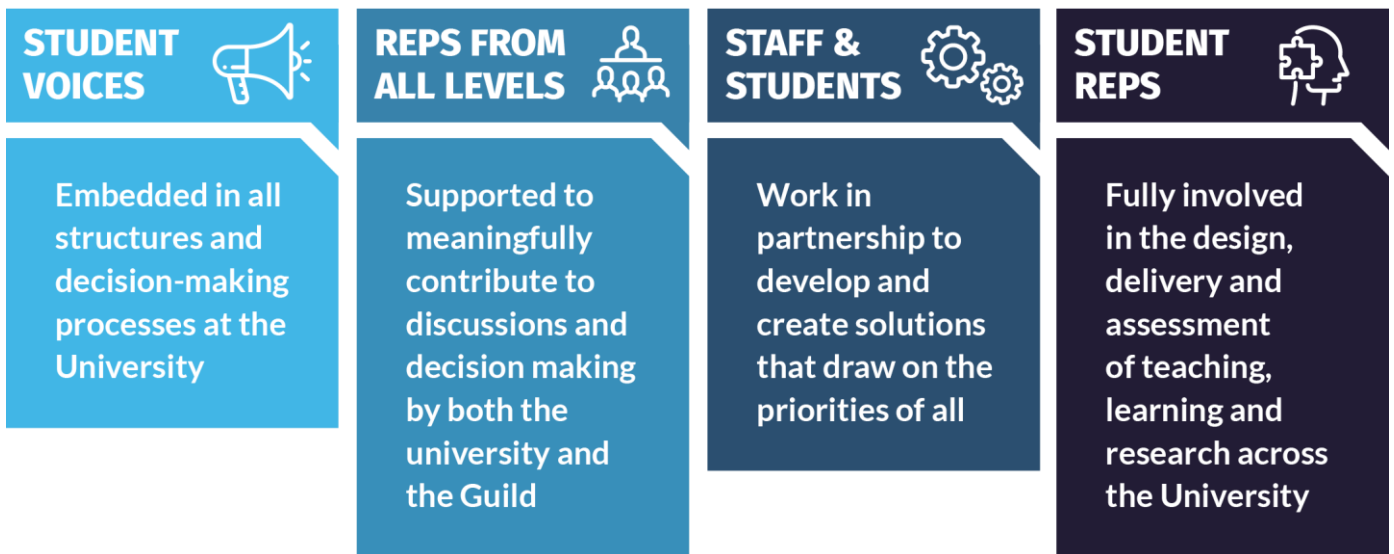 STUDENT
VOICES
Embedded in all
structures and
decision-making
processes at the
University
REPS FROM
ALL LEVELS
Supported to
meaningfully
contribute to
discussions and
decision making
by both the
university and
the Guild
STAFF &
STUDENTS
Work in
partnership to
develop and
create solutions
that draw on the
priorities of all
STUDENT
REPS
Fully involved
in the design,
delivery and
assessment
of teaching,
learning and
research across
the University